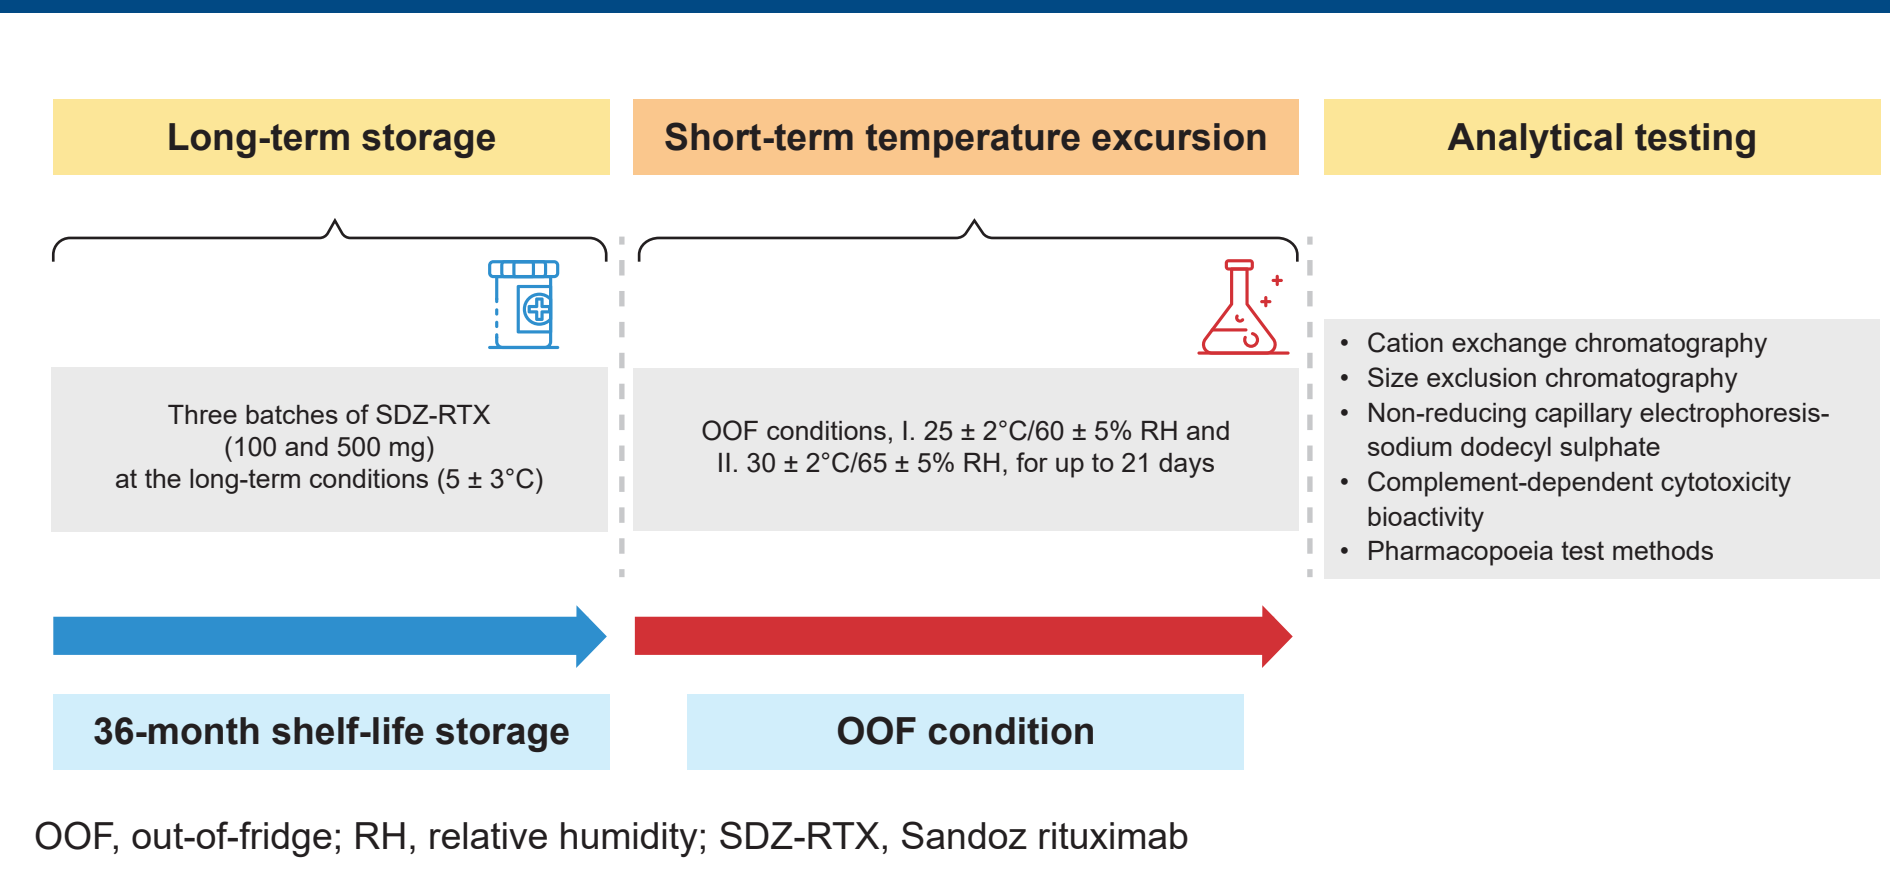 Long-term storage
Short-term temperature excursion
Analytical testing
Three batches of SDZ-RTX
(100 and 500 mg)
at the long-term conditions (5 ± 3°C)
OOF conditions, I. 25 ± 2°C/60 ± 5% RH and
II. 30 ± 2°C/65 ± 5% RH, for up to 21 days
• Cation exchange chromatography
• Size exclusion chromatography
• Non-reducing capillary electrophoresis-
sodium dodecyl sulphate
• Complement-dependent cytotoxicity
bioactivity
• Pharmacopoeia test methods
36-month shelf-life storage
OOF condition
OOF, out-of-fridge; RH, relative humidity; SDZ-RTX, Sandoz rituximab